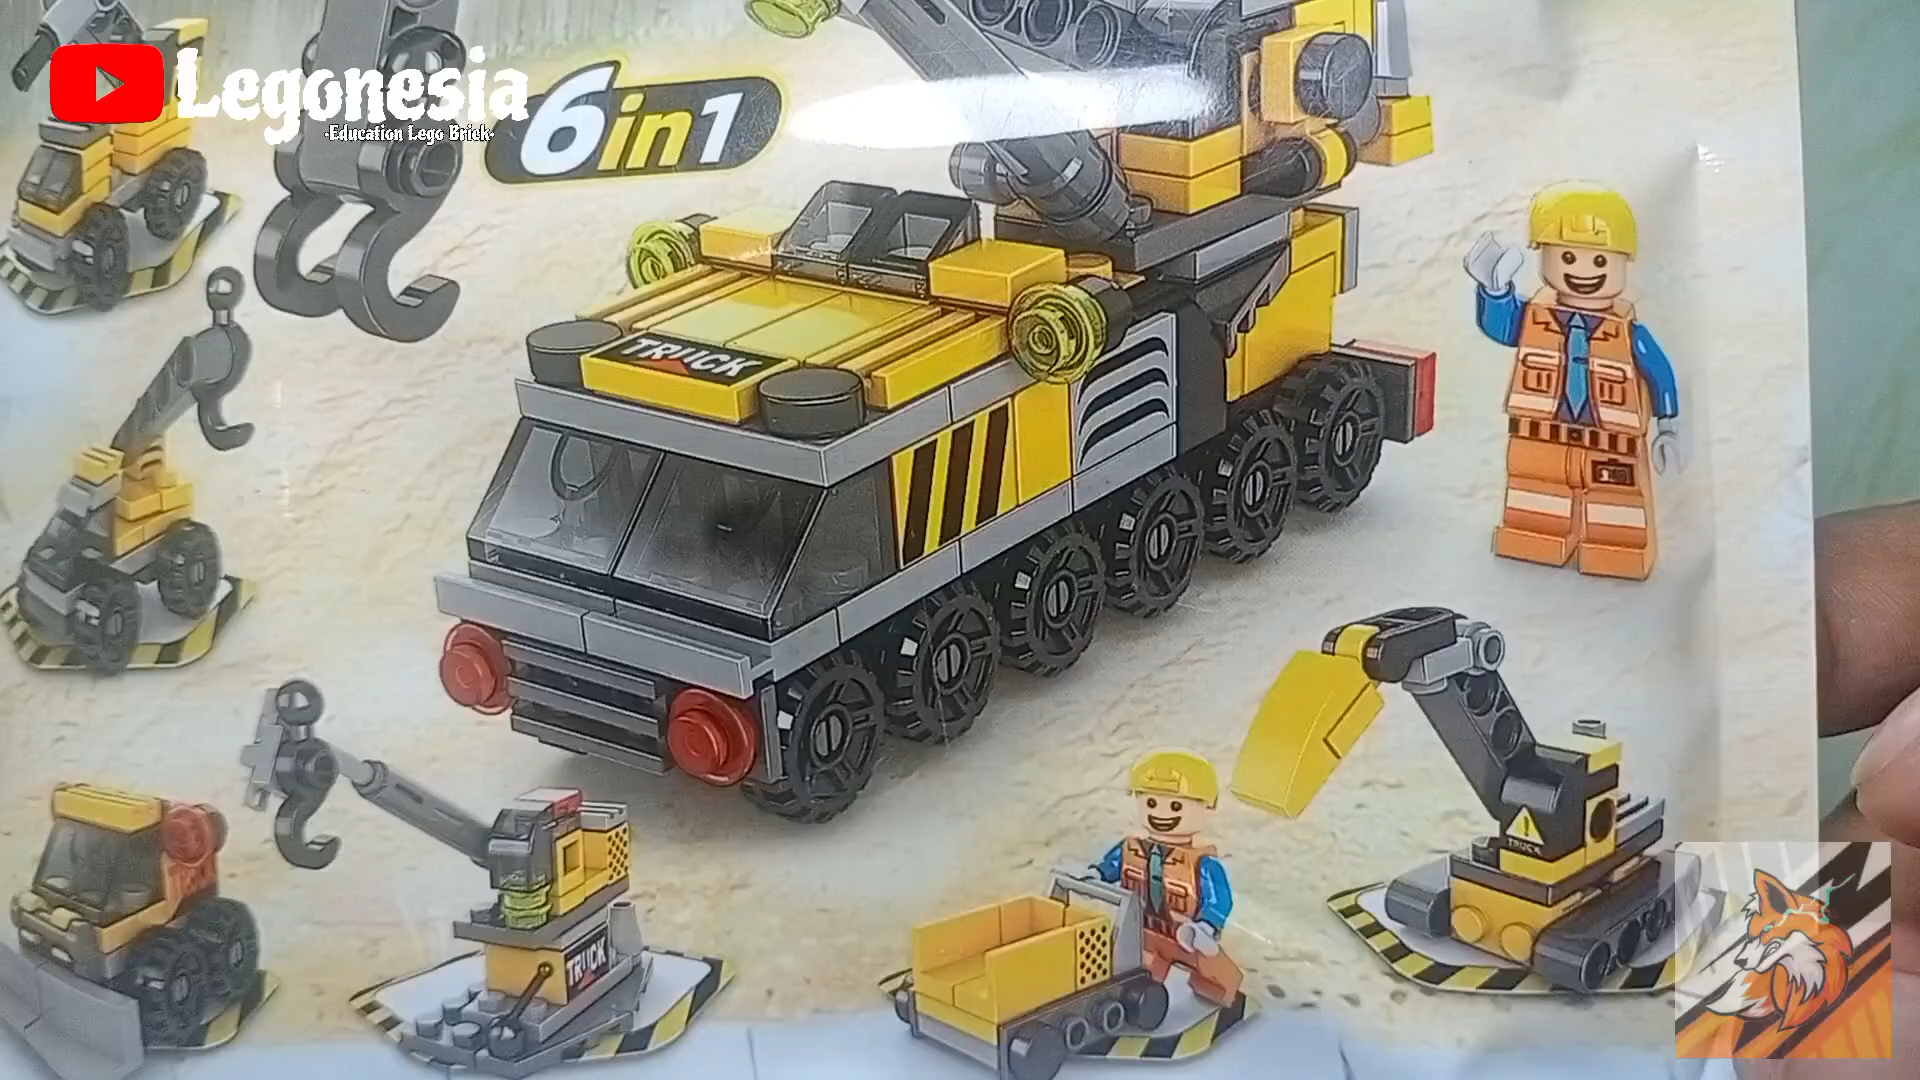 Legonesia
-Education Lego Brick-
6in1
TRUCK
TRUCK
TRUCK